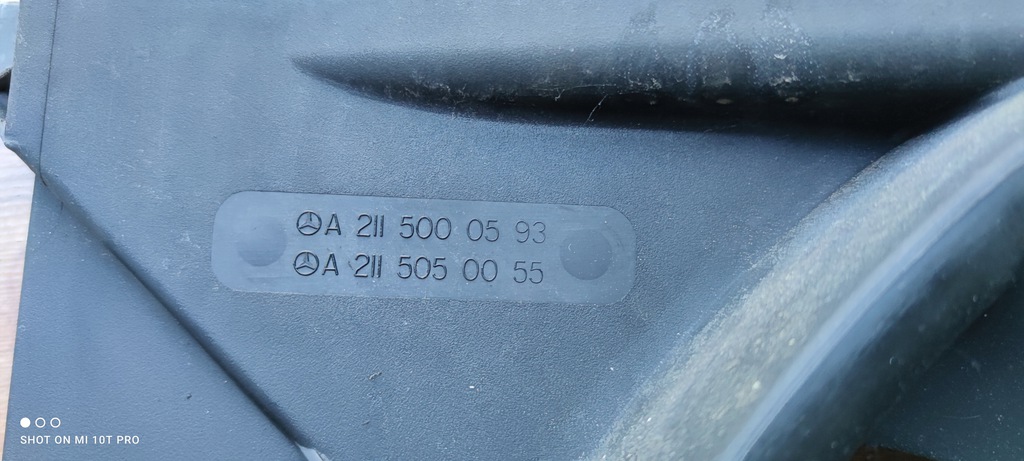 A 211 500 05 93
A 211 505 00 55
SHOT ON MI 10T PRO